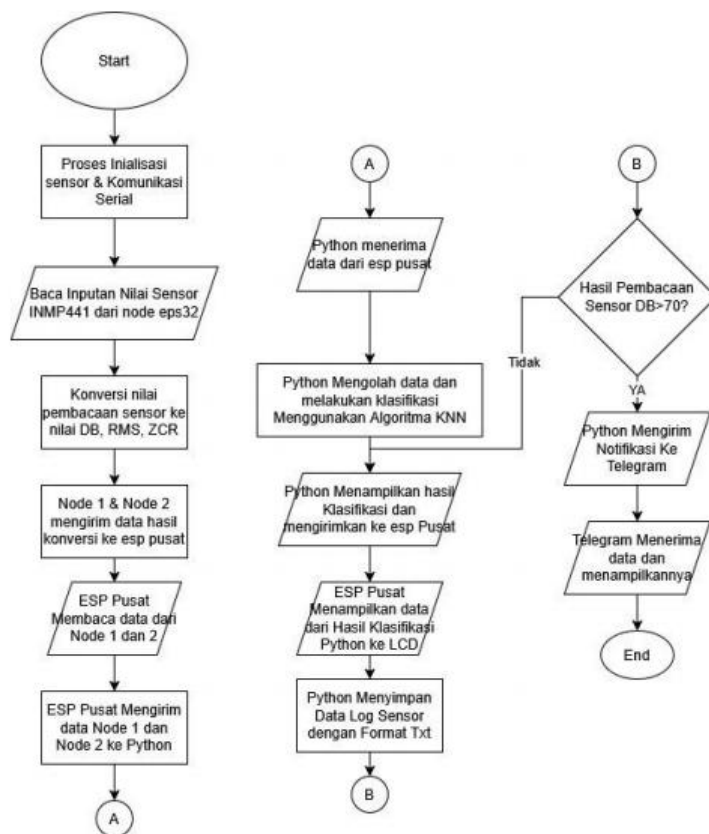 Start
Proses Inialisasi
sensor & Komunikasi
Serial
Baca Inputan Nilai Sensor
INMP441 dari node eps32
Konversi nilai
pembacaan sensor ke
nilai DB, RMS, ZCR
Node 1 & Node 2
mengirim data hasil
konversi ke esp pusat
ESP Pusat
Membaca data dari
Node 1 dan 2
ESP Pusat Mengirim
data Node 1 dan
Node 2 ke Python
A
A
Python menerima
data dari esp pusat
Python Mengolah data dan
melakukan klasifikasi
Menggunakan Algoritma KNN
Python Menampilkan hasil
Klasifikasi dan
mengirimkan ke esp Pusat
ESP Pusat
Menampilkan data
dari Hasil Klasifikasi
Python ke LCD
Python Menyimpan
Data Log Sensor
dengan Format Txt
B
B
Hasil Pembacaan
Sensor DB>70?
Tidak
YA
Python Mengirim
Notifikasi Ke
Telegram
Telegram Menerima
data dan
menampilkannya
End